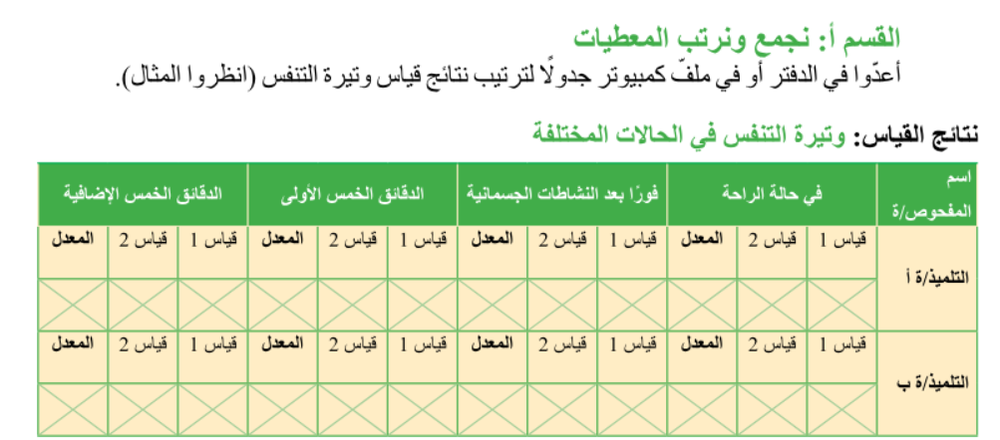 القسم أ: نجمع ونرتب المعطيات
أعدّوا في الدفتر أو في ملفّ كمبيوتر جدولًا لترتيب نتائج قياس وتيرة التنفس (انظروا المثال).
نتائج القياس: وتيرة التنفس في الحالات المختلفة
اسم المفحوص/ة في حالة الراحة فورًا بعد النشاطات الجسمانية الدقائق الخمس الأولى الدقائق الخمس الإضافية
التلميذ/ة أ قياس 1 قياس 2 المعدل قياس 1 قياس 2 المعدل قياس 1 قياس 2 المعدل قياس 1 قياس 2 المعدل
التلميذ/ة ب قياس 1 قياس 2 المعدل قياس 1 قياس 2 المعدل قياس 1 قياس 2 المعدل قياس 1 قياس 2 المعدل